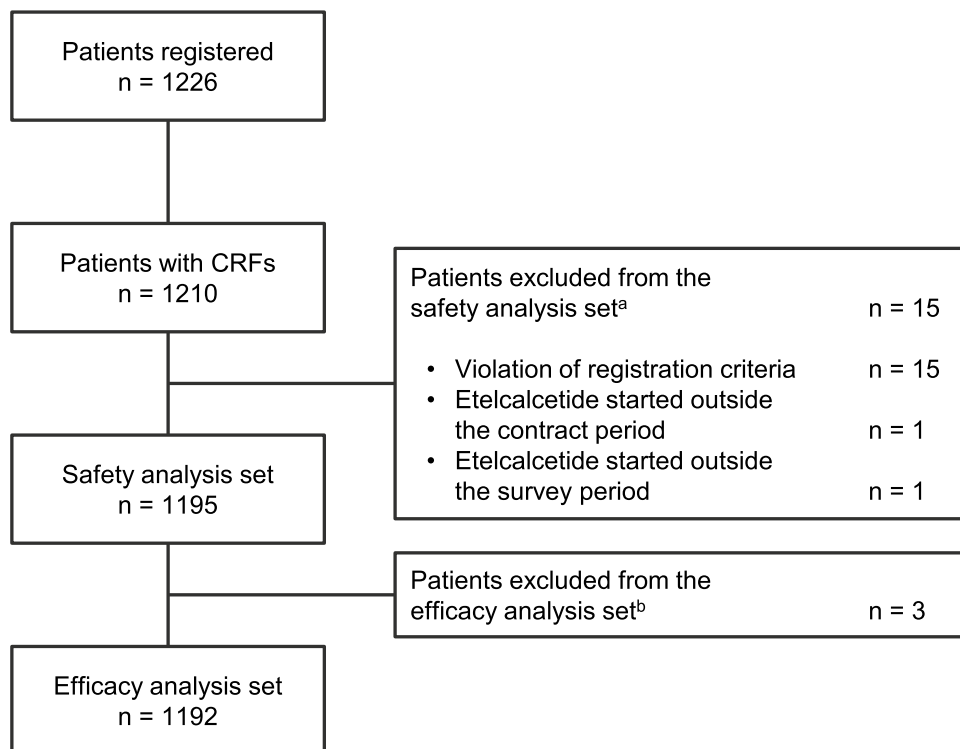 Patients registered
n = 1226
Patients with CRFs
n = 1210
Patients excluded from the
safety analysis setᵃ n = 15
• Violation of registration criteria n = 15
• Etelcalcetide started outside
the contract period n = 1
• Etelcalcetide started outside
the survey period n = 1
Safety analysis set
n = 1195
Patients excluded from the
efficacy analysis setᵇ n = 3
Efficacy analysis set
n = 1192